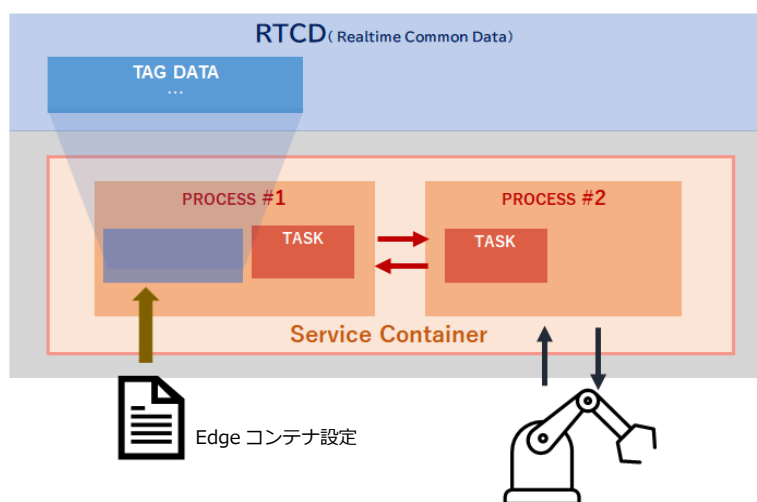 RTCD( Realtime Common Data)
TAG DATA
…
PROCESS #1
PROCESS #2
TASK
TASK
Service Container
Edge コンテナ設定